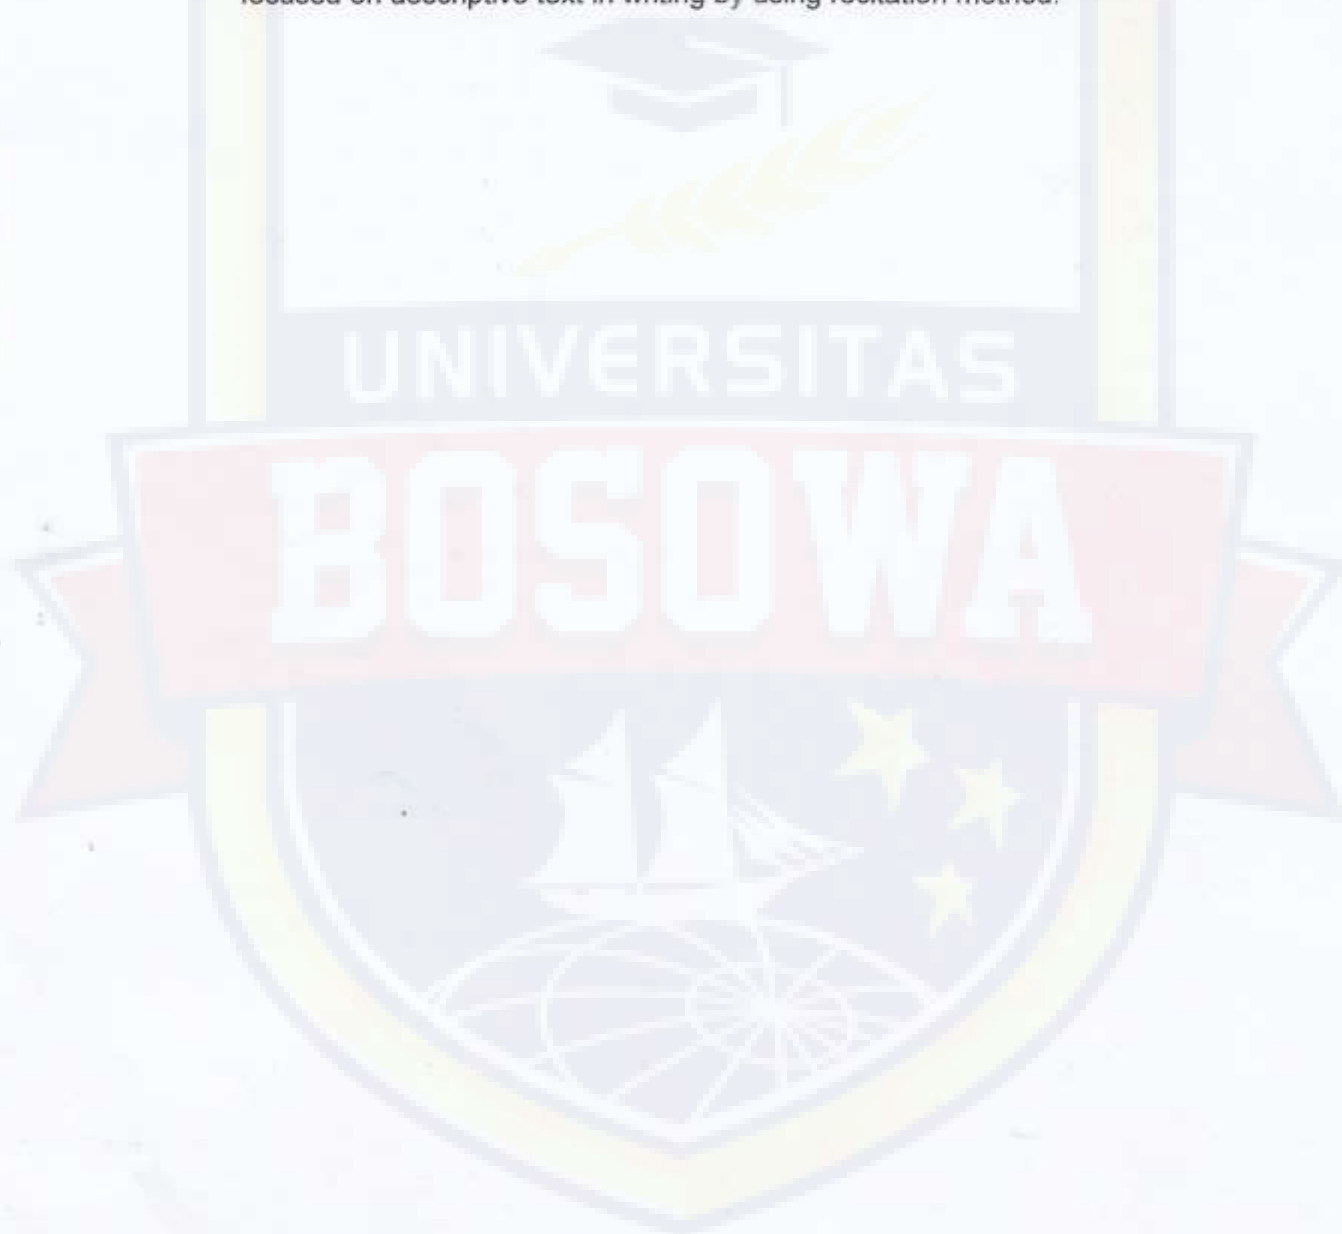 focused on descriptive text in writing by using recitation method.
UNIVERSITAS
BOSOWA